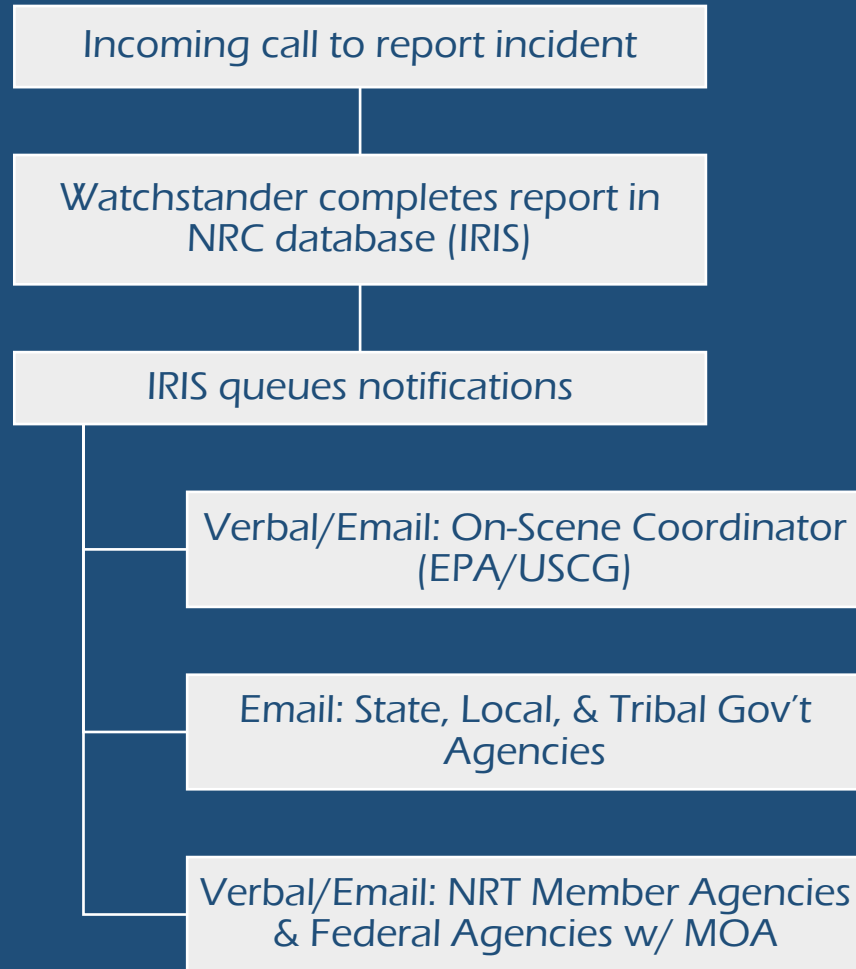 Incoming call to report incident
Watchstander completes report in
NRC database (IRIS)
IRIS queues notifications
Verbal/Email: On-Scene Coordinator
(EPA/USCG)
Email: State, Local, & Tribal Gov’t
Agencies
Verbal/Email: NRT Member Agencies
& Federal Agencies w/ MOA